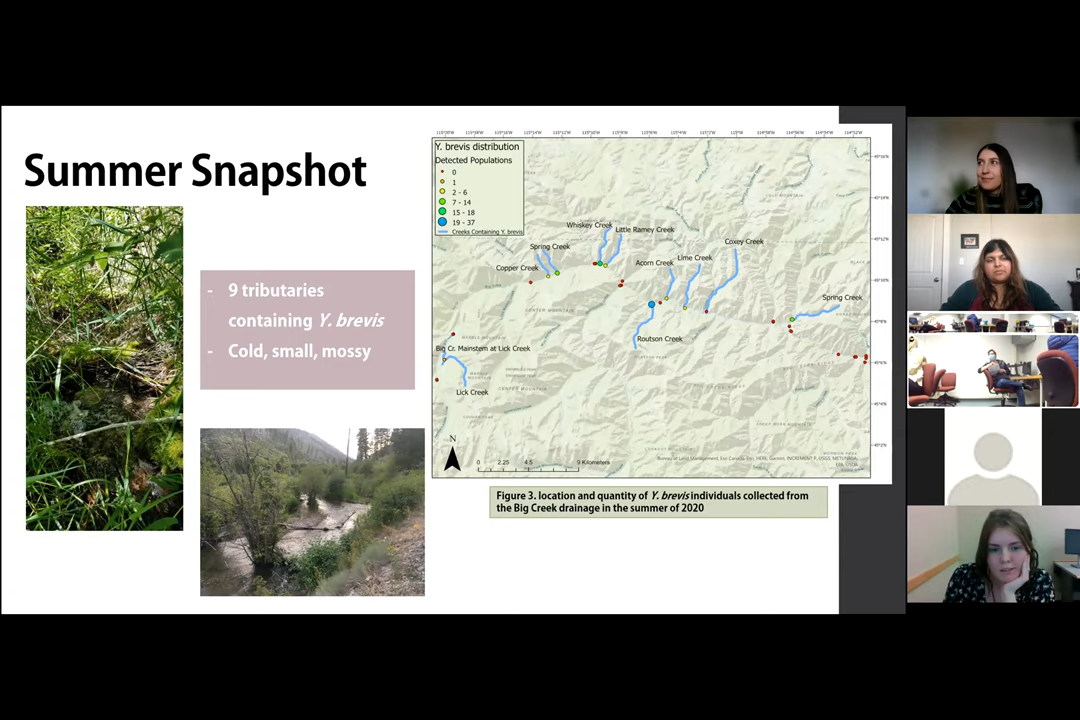 Summer Snapshot
- 9 tributaries
containing Y. brevis
- Cold, small, mossy
Y. brevis distribution
Detected Populations
0
1
2 - 6
7 - 14
15 - 18
19 - 37
Creeks Containing Y. brevis
Whiskey Creek
Little Ramey Creek
Spring Creek
Coxey Creek
Copper Creek
Acorn Creek
Lime Creek
Spring Creek
Routson Creek
Big Cr. Mainstem at Lick Creek
Lick Creek
N
0 2.25 4.5 9 Kilometers
Figure 3. location and quantity of Y. brevis individuals collected from
the Big Creek drainage in the summer of 2020